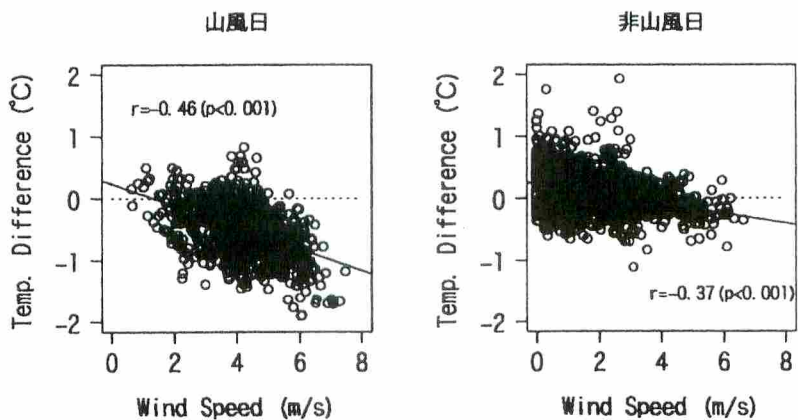 山風日
非山風日
2
1
0
-1
-2
Temp. Difference (℃)
r=-0.46(p<0.001)
0 2 4 6 8
Wind Speed (m/s)
2
1
0
-1
-2
Temp. Difference (℃)
r=-0.37(p<0.001)
0 2 4 6 8
Wind Speed (m/s)